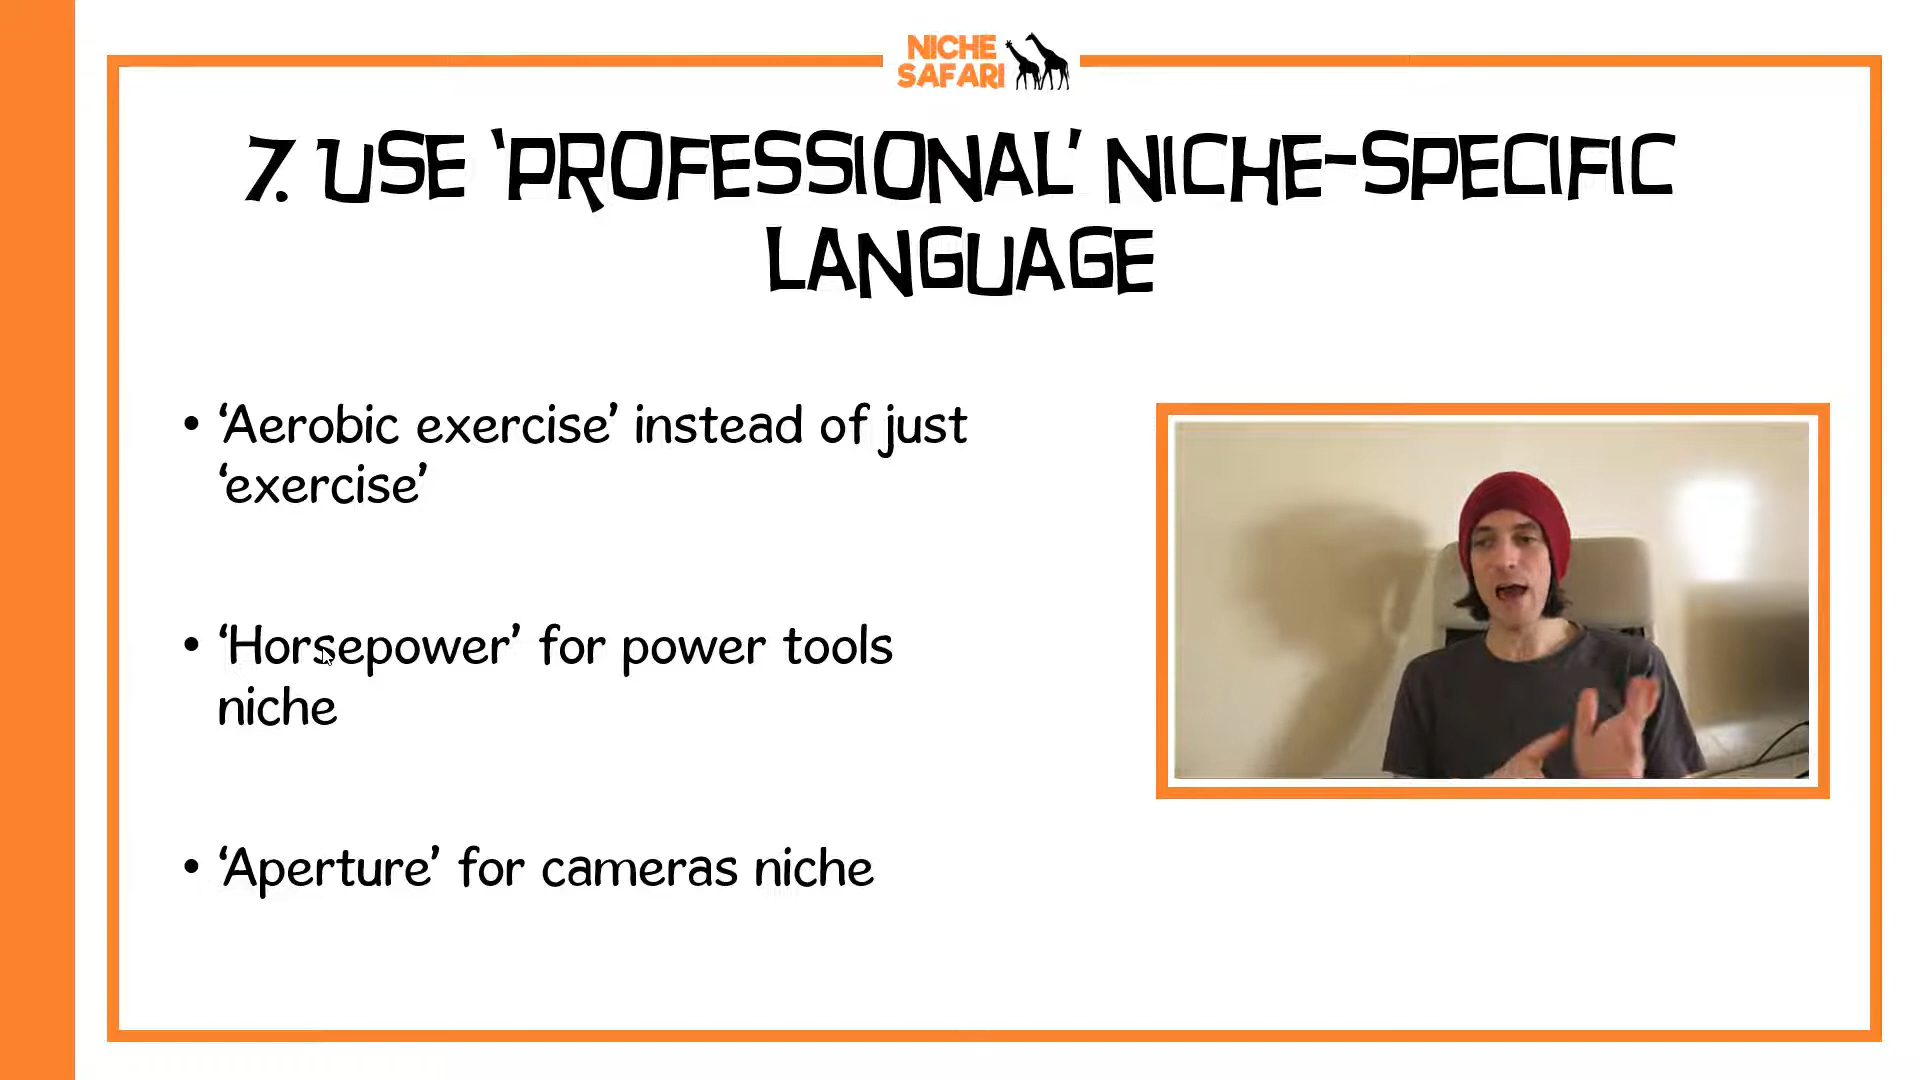 NICHE
SAFARI
7. USE ‘PROFESSIONAL’ NICHE-SPECIFIC
LANGUAGE
• ‘Aerobic exercise’ instead of just
‘exercise’
• ‘Horsepower’ for power tools
niche
• ‘Aperture’ for cameras niche